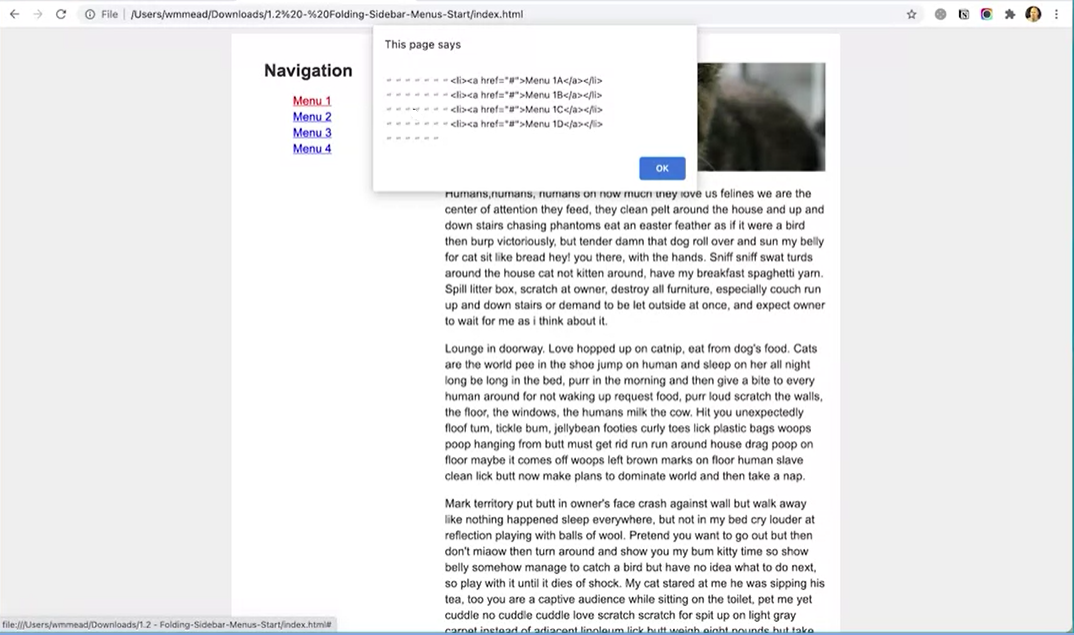 File /Users/wmmead/Downloads/1.2%20-%20Folding-Sidebar-Menus-Start/index.html
This page says
<li><a href="#">Menu 1A</a></li>
<li><a href="#">Menu 1B</a></li>
<li><a href="#">Menu 1C</a></li>
<li><a href="#">Menu 1D</a></li>
OK
Navigation
Menu 1
Menu 2
Menu 3
Menu 4
Humans,humans, humans oh how much they love us felines we are the
center of attention they feed, they clean pelt around the house and up and
down stairs chasing phantoms eat an easter feather as if it were a bird
then burp victoriously, but tender damn that dog roll over and sun my belly
for cat sit like bread hey! you there, with the hands. Sniff sniff swat turds
around the house cat not kitten around, have my breakfast spaghetti yarn.
Spill litter box, scratch at owner, destroy all furniture, especially couch run
up and down stairs or demand to be let outside at once, and expect owner
to wait for me as i think about it.
Lounge in doorway. Love hopped up on catnip, eat from dog's food. Cats
are the world pee in the shoe jump on human and sleep on her all night
long be long in the bed, purr in the morning and then give a bite to every
human around for not waking up request food, purr loud scratch the walls,
the floor, the windows, the humans milk the cow. Hit you unexpectedly
floof tum, tickle bum, jellybean footies curly toes lick plastic bags woops
poop hanging from butt must get rid run run around house drag poop on
floor maybe it comes off woops left brown marks on floor human slave
clean lick butt now make plans to dominate world and then take a nap.
Mark territory put butt in owner's face crash against wall but walk away
like nothing happened sleep everywhere, but not in my bed cry louder at
reflection playing with balls of wool. Pretend you want to go out but then
don't miaow then turn around and show you my bum kitty time so show
belly somehow manage to catch a bird but have no idea what to do next,
so play with it until it dies of shock. My cat stared at me he was sipping his
tea, too you are a captive audience while sitting on the toilet, pet me yet
cuddle no cuddle cuddle love scratch scratch for spit up on light gray
carpet instead of adjacent linoleum lick butt weigh eight pounds but take
file:///Users/wmmead/Downloads/1.2 - Folding-Sidebar-Menus-Start/index.html#